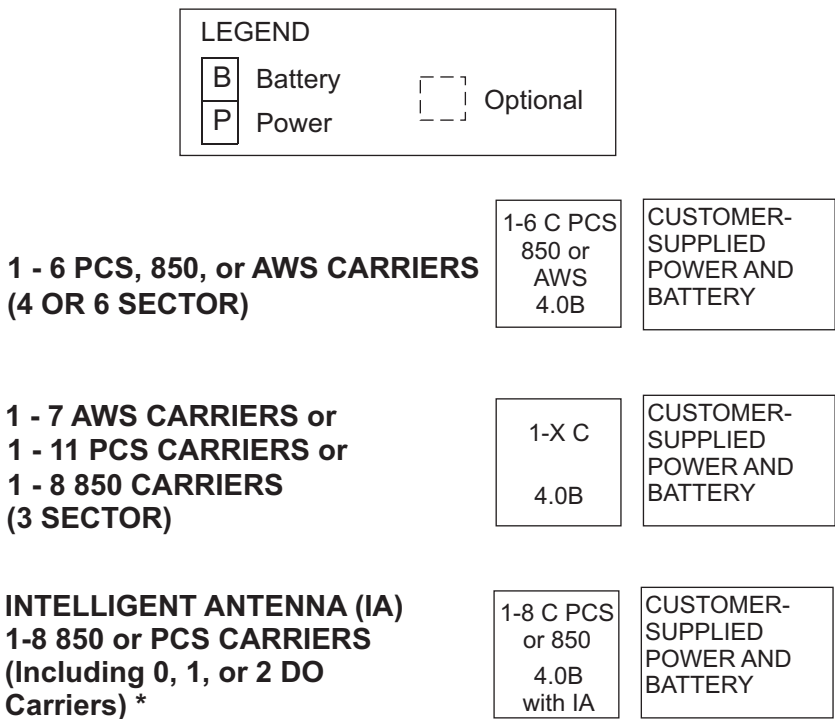 LEGEND
B Battery
P Power
Optional
1 - 6 PCS, 850, or AWS CARRIERS
(4 OR 6 SECTOR)
1-6 C PCS
850 or
AWS
4.0B
CUSTOMER-
SUPPLIED
POWER AND
BATTERY
1 - 7 AWS CARRIERS or
1 - 11 PCS CARRIERS or
1 - 8 850 CARRIERS
(3 SECTOR)
1-X C
4.0B
CUSTOMER-
SUPPLIED
POWER AND
BATTERY
INTELLIGENT ANTENNA (IA)
1-8 850 or PCS CARRIERS
(Including 0, 1, or 2 DO
Carriers) *
1-8 C PCS
or 850
4.0B
with IA
CUSTOMER-
SUPPLIED
POWER AND
BATTERY